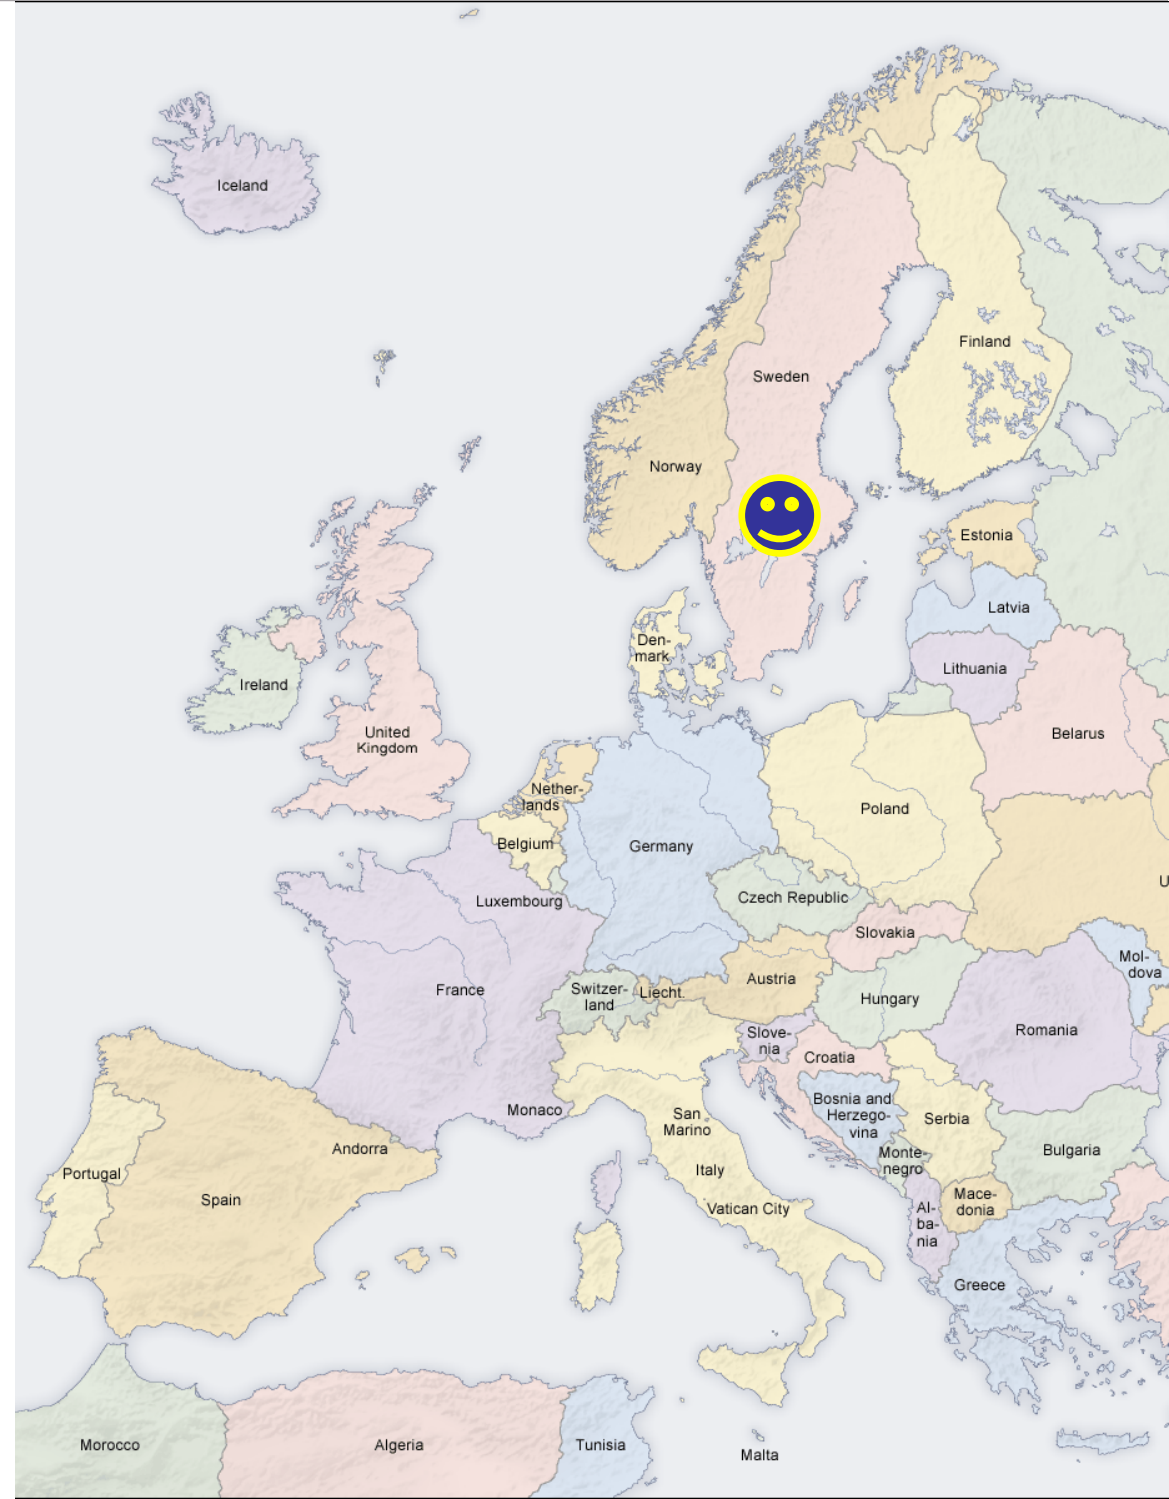 Iceland
Finland
Sweden
Norway
Estonia
Latvia
Den-
mark
Lithuania
Ireland
United
Kingdom
Belarus
Nether-
lands
Poland
Belgium
Germany
U
Czech Republic
Luxembourg
Slovakia
Mol-
dova
Austria
France
Switzer-
land
Liecht.
Hungary
Romania
Slove-
nia
Croatia
Bosnia and
Herzego-
vina
Monaco
San
Marino
Serbia
Andorra
Bulgaria
Monte-
negro
Portugal
Italy
Spain
Mace-
donia
Vatican City
Al-
ba-
nia
Greece
Morocco
Algeria
Tunisia
Malta